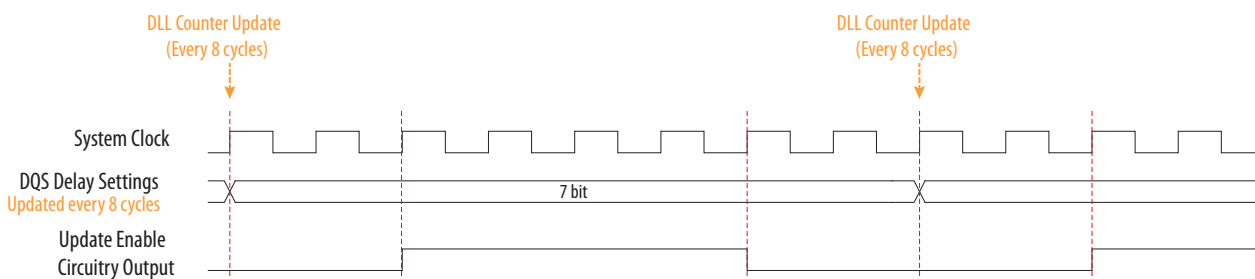 DLL Counter Update
(Every 8 cycles)
DLL Counter Update
(Every 8 cycles)
System Clock
DQS Delay Settings
Updated every 8 cycles
7 bit
Update Enable
Circuitry Output